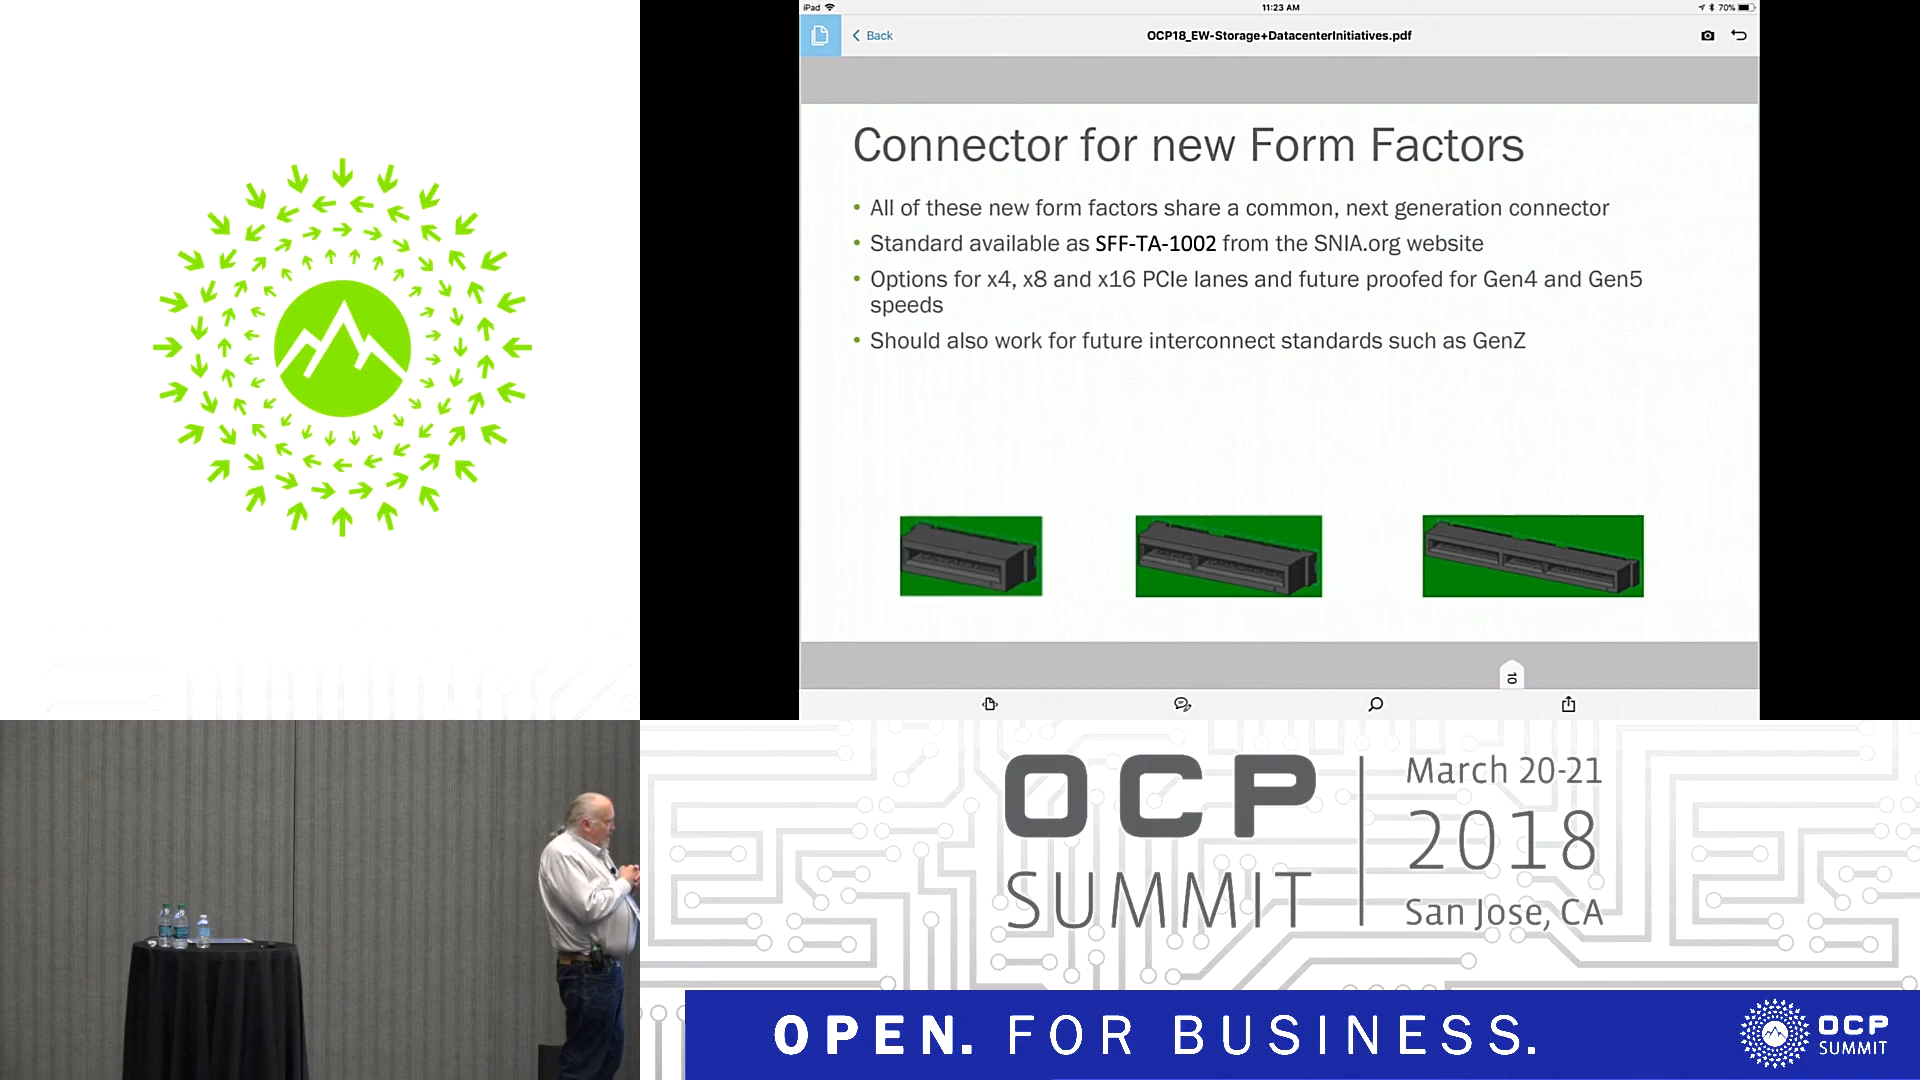 iPad
11:23 AM
70%
Back
OCP18_EW-Storage+DatacenterInitiatives.pdf
Connector for new Form Factors
• All of these new form factors share a common, next generation connector
• Standard available as SFF-TA-1002 from the SNIA.org website
• Options for x4, x8 and x16 PCIe lanes and future proofed for Gen4 and Gen5
speeds
• Should also work for future interconnect standards such as GenZ
10
OCP
SUMMIT
March 20-21
2018
San Jose, CA
OPEN. FOR BUSINESS.
OCP
SUMMIT